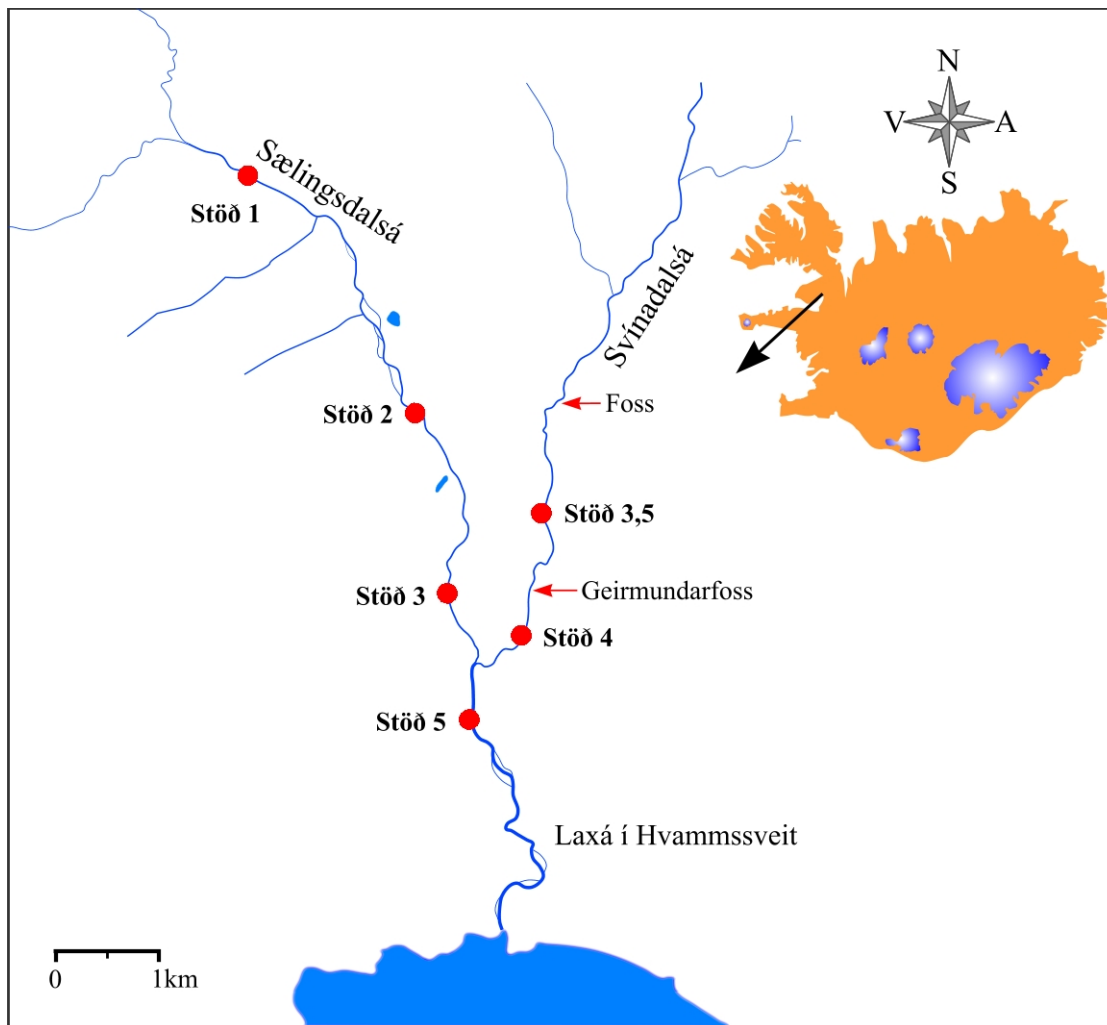 N
V
A
S
Sælingsdalsá
Stöð 1
Svínadalsá
Foss
Stöð 2
Stöð 3,5
Geirmundarfoss
Stöð 3
Stöð 4
Stöð 5
Laxá í Hvammssveit
0
1km